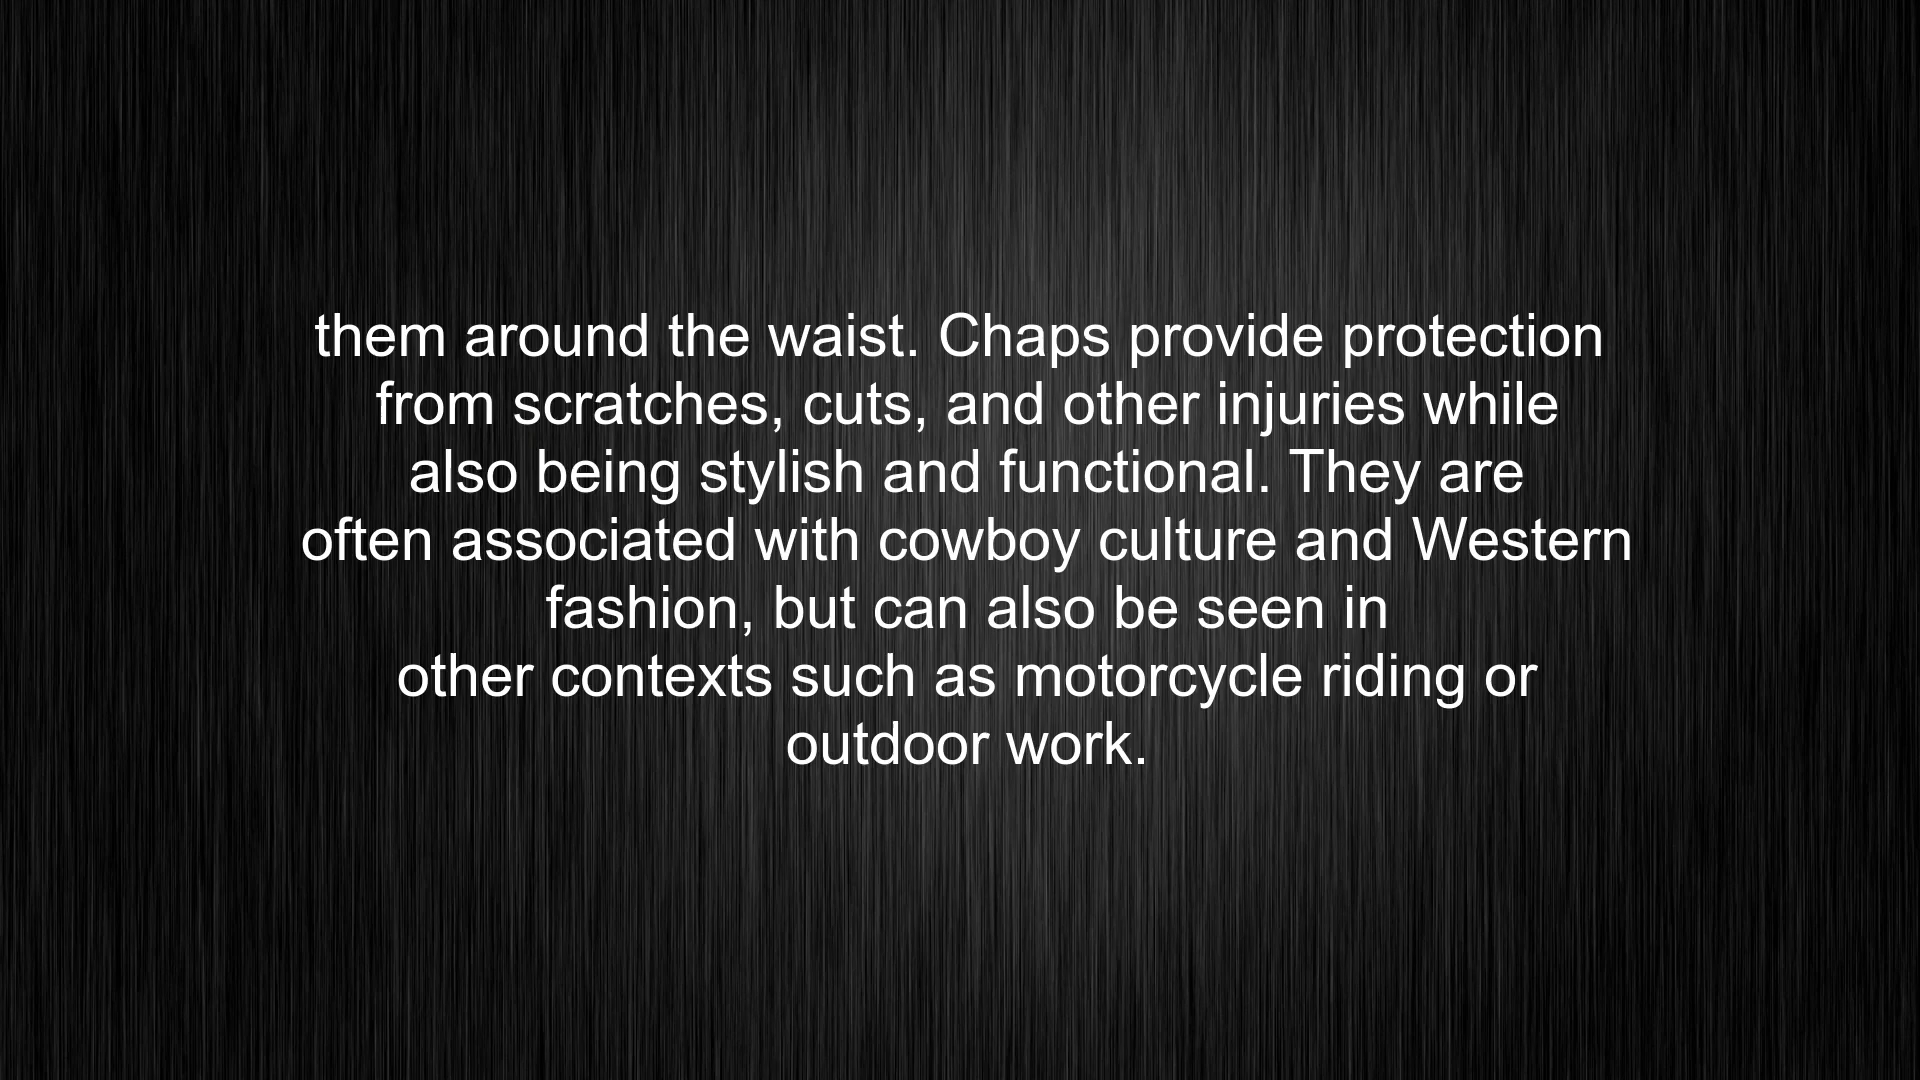 them around the waist. Chaps provide protection
from scratches, cuts, and other injuries while
also being stylish and functional. They are
often associated with cowboy culture and Western
fashion, but can also be seen in
other contexts such as motorcycle riding or
outdoor work.